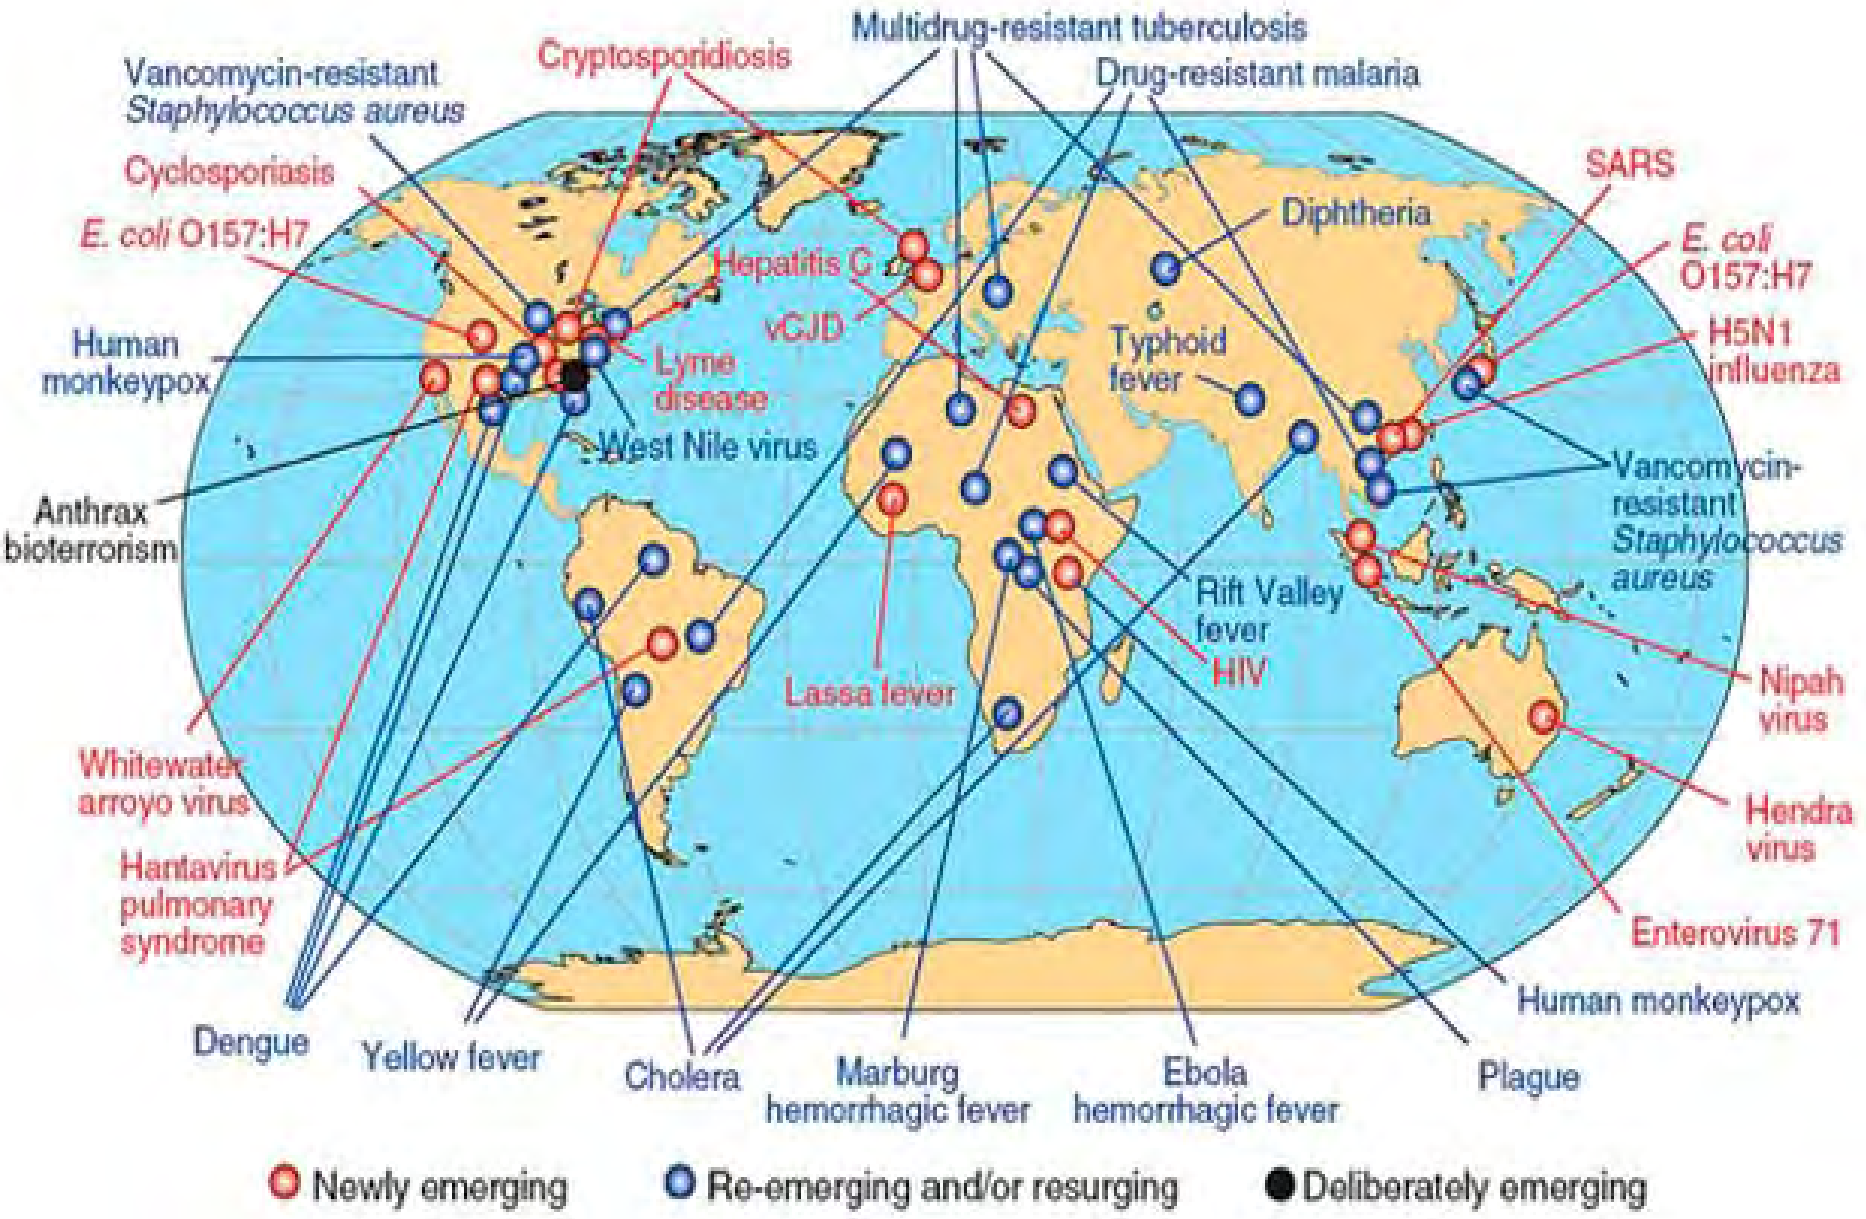 Multidrug-resistant tuberculosis
Cryptosporidiosis
Drug-resistant malaria
Vancomycin-resistant
Staphylococcus aureus
Cyclosporiasis
E. coli O157:H7
SARS
Diphtheria
E. coli
O157:H7
Hepatitis C
vCJD
H5N1
influenza
Human
monkeypox
Typhoid
fever
Lyme
disease
West Nile virus
Vancomycin-
resistant
Staphylococcus
aureus
Anthrax
bioterrorism
Rift Valley
fever
HIV
Lassa fever
Nipah
virus
Whitewater
arroyo virus
Hendra
virus
Hantavirus
pulmonary
syndrome
Enterovirus 71
Human monkeypox
Dengue
Yellow fever
Cholera
Marburg
hemorrhagic fever
Ebola
hemorrhagic fever
Plague
Newly emerging
Re-emerging and/or resurging
Deliberately emerging